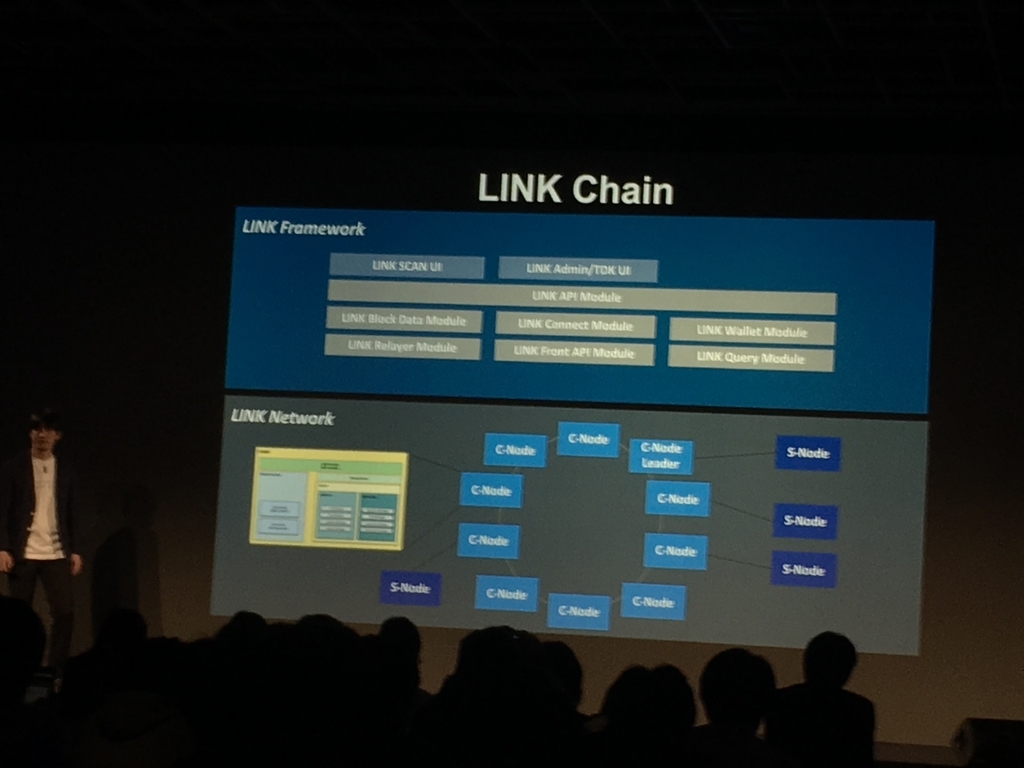 LINK Chain
LINK Framework
LINK SCAN UI
LINK Admin/TDK UI
LINK API Module
LINK Block Data Module
LINK Connect Module
LINK Wallet Module
LINK Relayer Module
LINK Front API Module
LINK Query Module
LINK Network
C-Node
C-Node
C-Node
Leader
S-Node
C-Node
C-Node
S-Node
C-Node
C-Node
S-Node
S-Node
C-Node
C-Node
C-Node